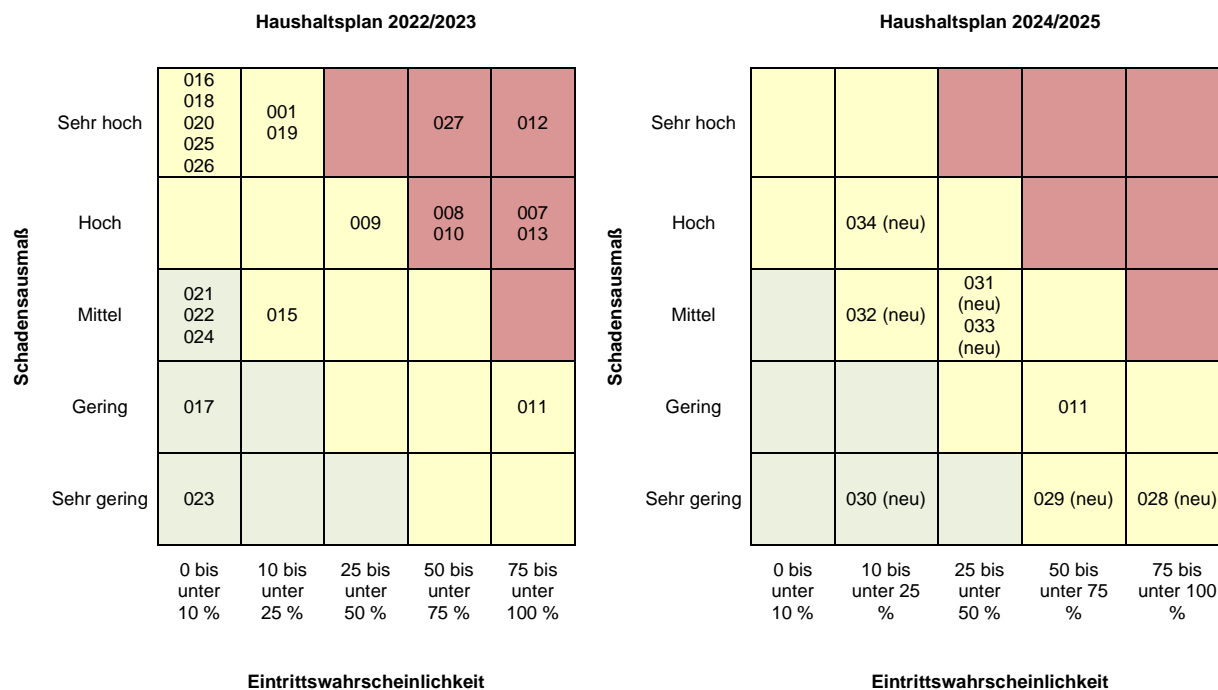 Haushaltsplan 2022/2023
Schadensausmaß
Sehr hoch
016
018
020
025
026
001
019
027
012
Hoch
009
008
010
007
013
Mittel
021
022
024
015
Gering
017
011
Sehr gering
023
0 bis
unter
10 %
10 bis
unter
25 %
25 bis
unter
50 %
50 bis
unter
75 %
75 bis
unter
100 %
Eintrittswahrscheinlichkeit
Haushaltsplan 2024/2025
Schadensausmaß
Sehr hoch
Hoch
034 (neu)
Mittel
032 (neu)
031
(neu)
033
(neu)
Gering
011
Sehr gering
030 (neu)
029 (neu)
028 (neu)
0 bis
unter
10 %
10 bis
unter 25
%
25 bis
unter
50 %
50 bis
unter 75
%
75 bis
unter 100
%
Eintrittswahrscheinlichkeit